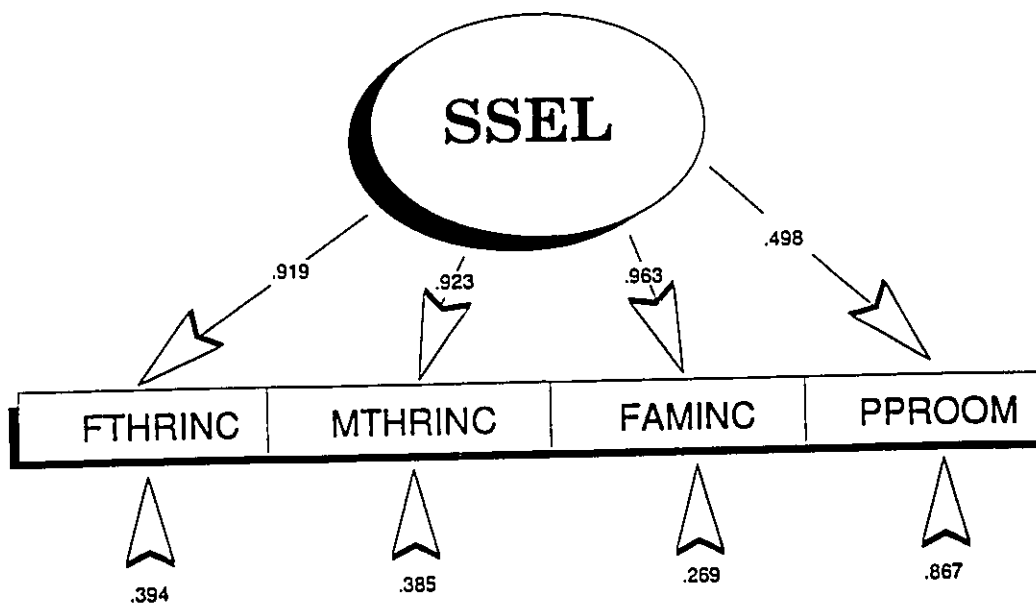 SSEL
.919 .923 .963 .498
FTHRINC MTHRINC FAMINC PPROOM
.394 .385 .269 .867